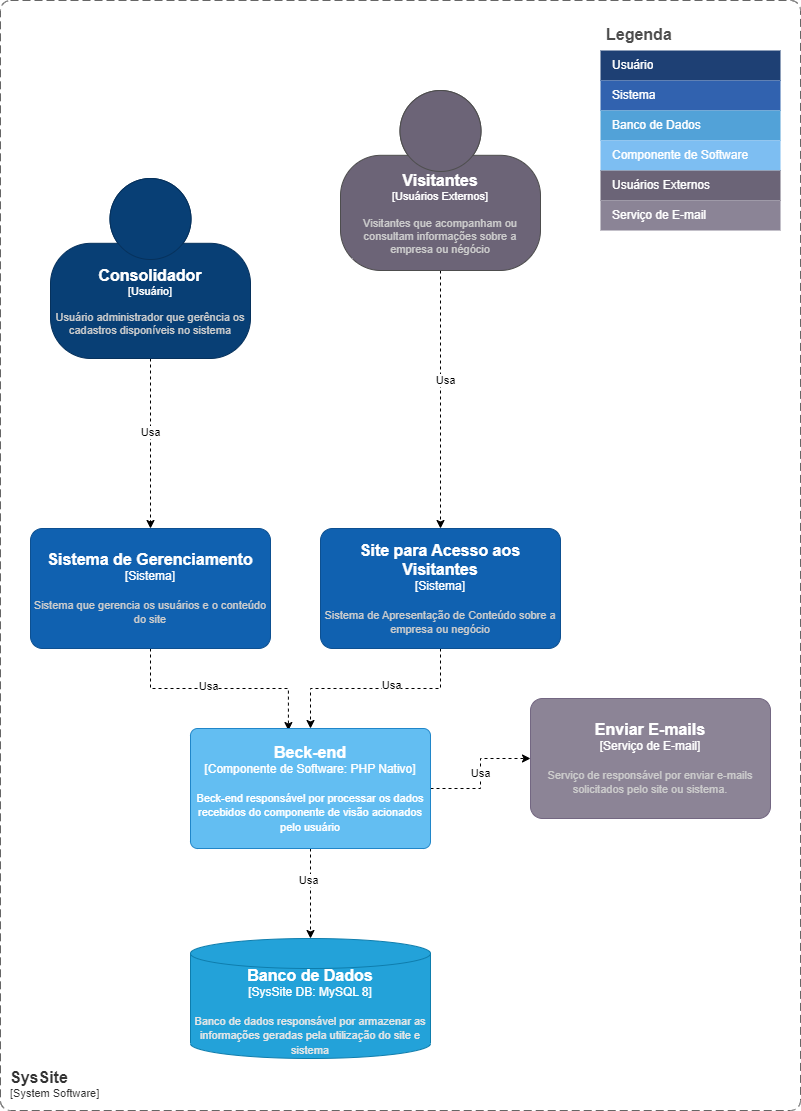 Legenda
Usuário
Sistema
Banco de Dados
Componente de Software
Usuários Externos
Serviço de E-mail
Visitantes
[Usuários Externos]
Visitantes que acompanham ou
consultam informações sobre a
empresa ou négócio
Consolidador
[Usuário]
Usuário administrador que gerência os
cadastros disponíveis no sistema
Usa
Usa
Sistema de Gerenciamento
[Sistema]
Sistema que gerencia os usuários e o conteúdo
do site
Site para Acesso aos
Visitantes
[Sistema]
Sistema de Apresentação de Conteúdo sobre a
empresa ou negócio
Usa
Usa
Beck-end
[Componente de Software: PHP Nativo]
Beck-end responsável por processar os dados
recebidos do componente de visão acionados
pelo usuário
Usa
Enviar E-mails
[Serviço de E-mail]
Serviço de responsável por enviar e-mails
solicitados pelo site ou sistema.
Usa
Banco de Dados
[SysSite DB: MySQL 8]
Banco de dados responsável por armazenar as
informações geradas pela utilização do site e
sistema
SysSite
[System Software]